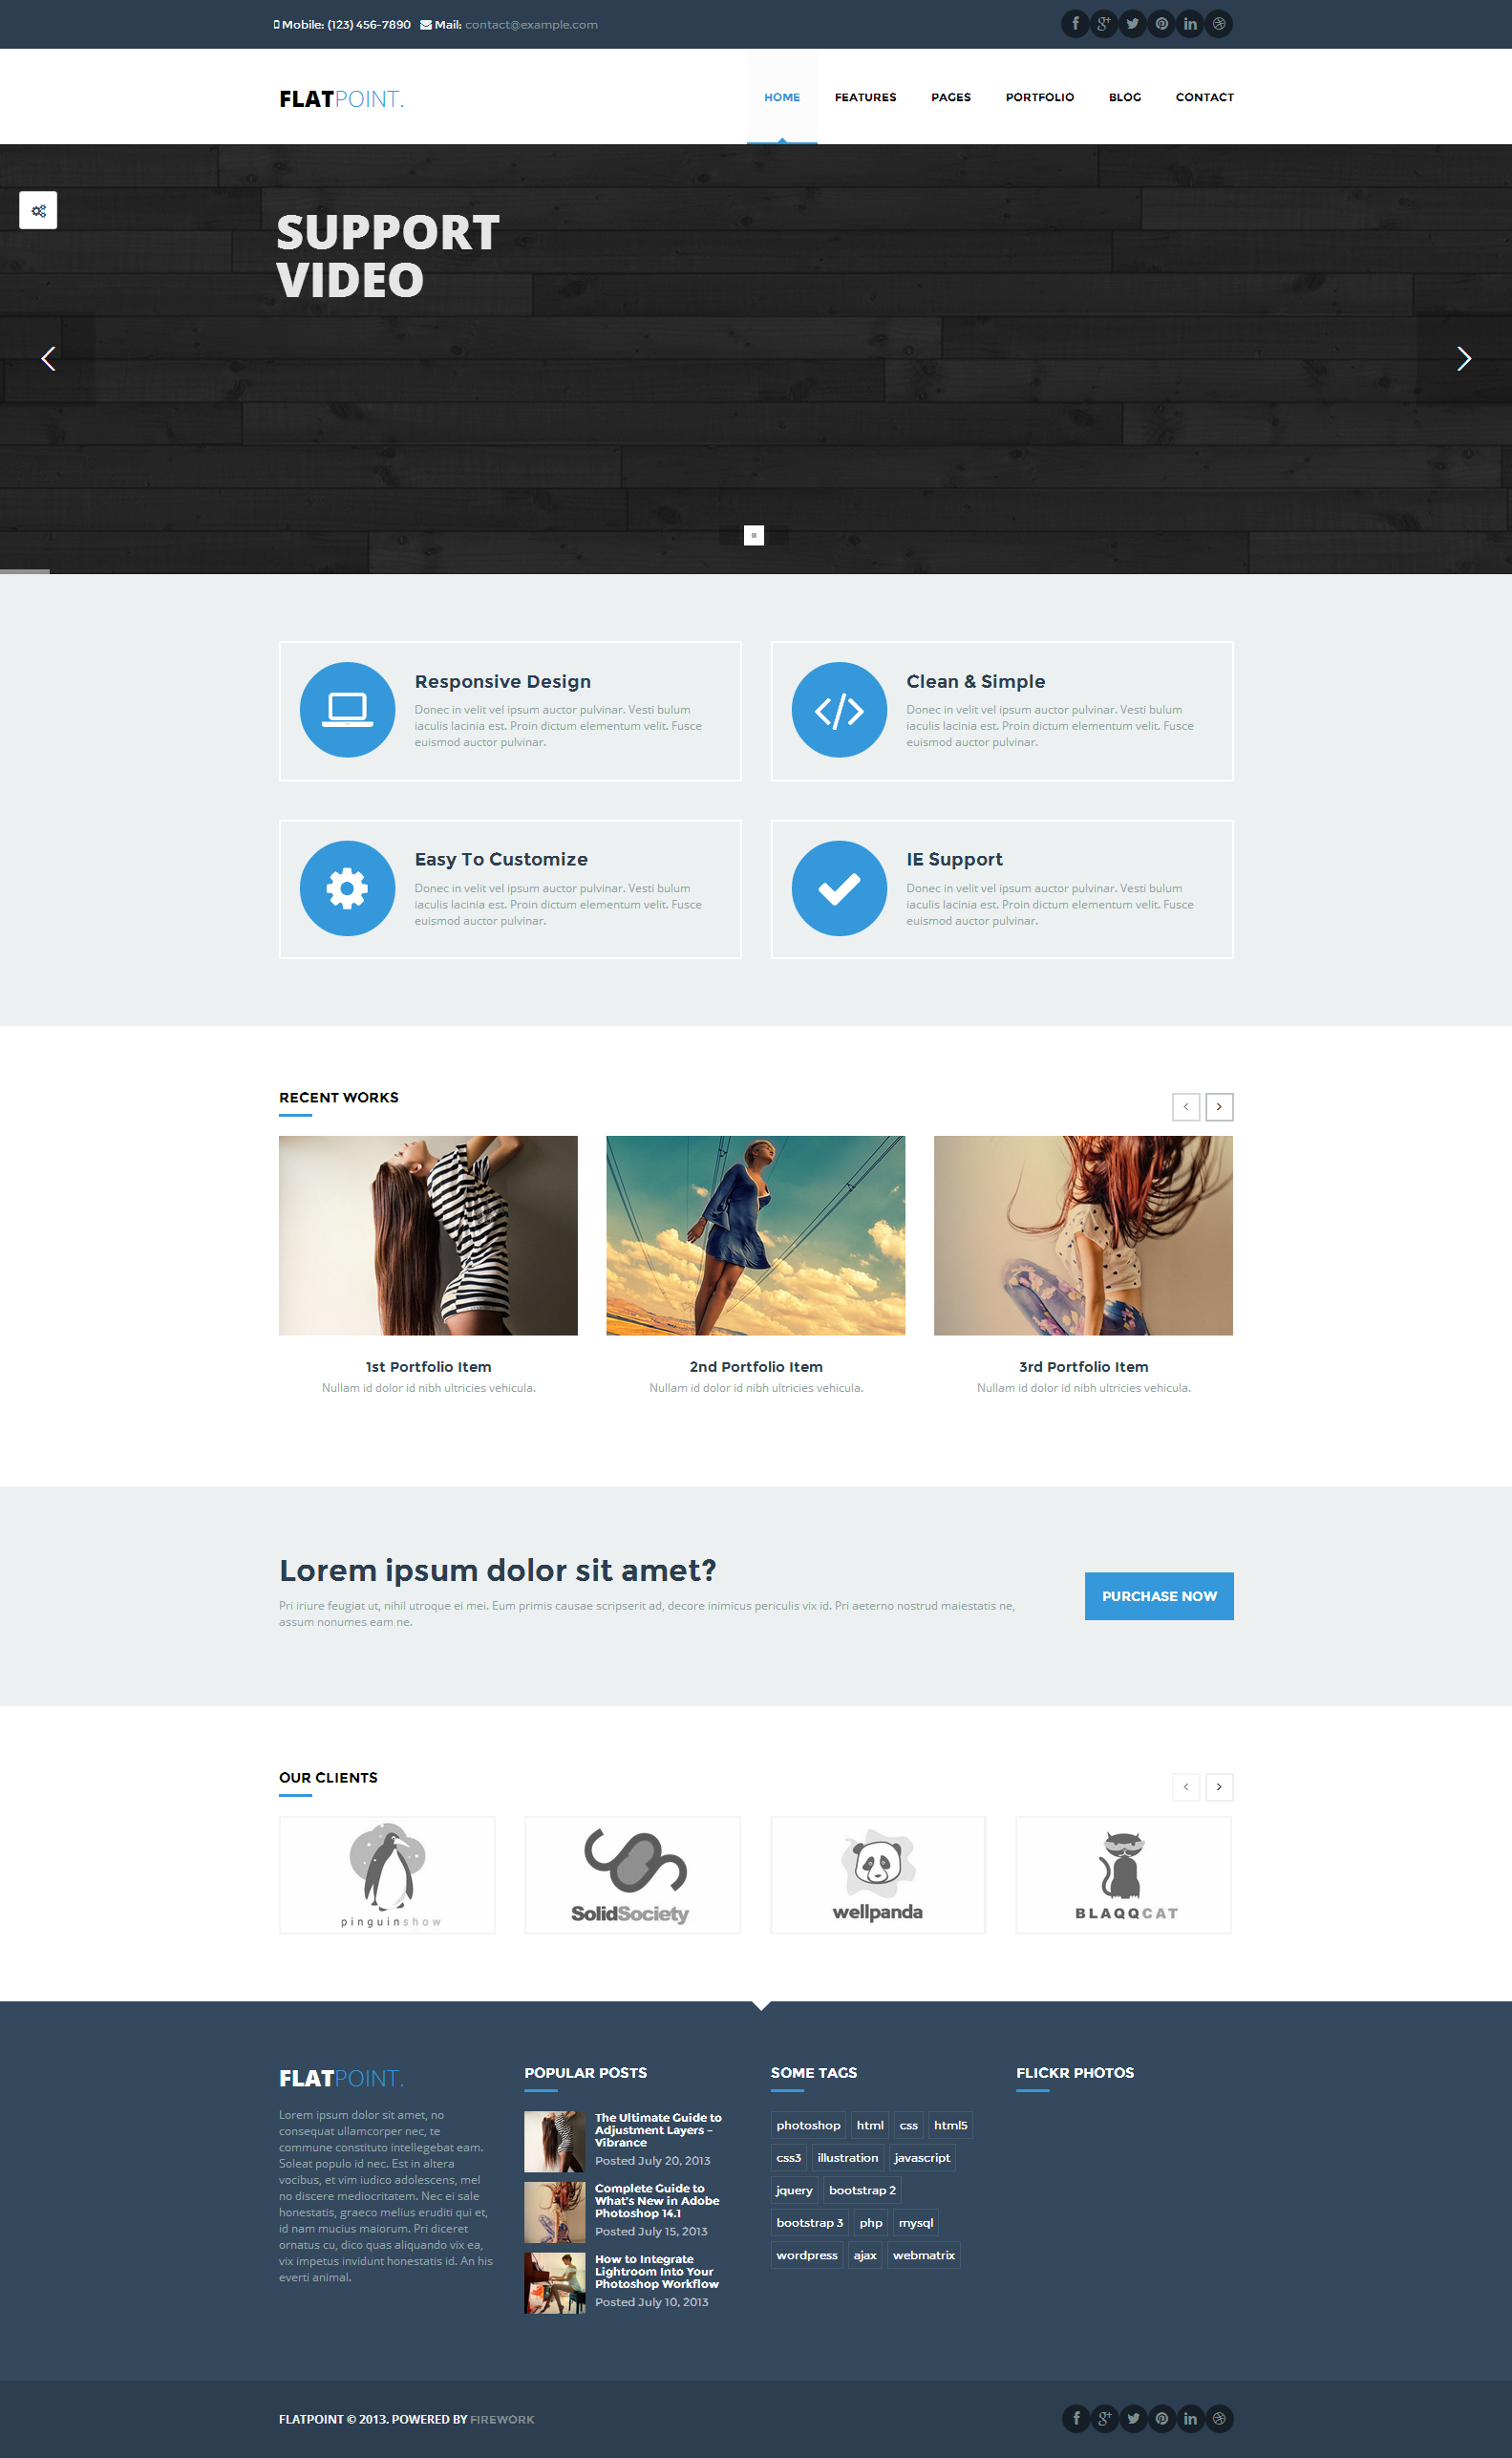 Mobile: (123) 456-7890 Mail: contact@example.com
FLATPOINT.
HOME FEATURES PAGES PORTFOLIO BLOG CONTACT
SUPPORT
VIDEO
Responsive Design
Donec in velit vel ipsum auctor pulvinar. Vesti bulum
iaculis lacinia est. Proin dictum elementum velit. Fusce
euismod auctor pulvinar.
Clean & Simple
Donec in velit vel ipsum auctor pulvinar. Vesti bulum
iaculis lacinia est. Proin dictum elementum velit. Fusce
euismod auctor pulvinar.
Easy To Customize
Donec in velit vel ipsum auctor pulvinar. Vesti bulum
iaculis lacinia est. Proin dictum elementum velit. Fusce
euismod auctor pulvinar.
IE Support
Donec in velit vel ipsum auctor pulvinar. Vesti bulum
iaculis lacinia est. Proin dictum elementum velit. Fusce
euismod auctor pulvinar.
RECENT WORKS
1st Portfolio Item
Nullam id dolor id nibh ultricies vehicula.
2nd Portfolio Item
Nullam id dolor id nibh ultricies vehicula.
3rd Portfolio Item
Nullam id dolor id nibh ultricies vehicula.
Lorem ipsum dolor sit amet?
Pri iriure feugiat ut, nihil utroque ei mei. Eum primis causae scripserit ad, decore inimicus periculis vix id. Pri aeterno nostrud maiestatis ne,
assum nonumes eam ne.
PURCHASE NOW
OUR CLIENTS
pinguinshow
SolidSociety
wellpanda
BLAQQCAT
FLATPOINT.
Lorem ipsum dolor sit amet, no
consequat ullamcorper nec, te
commune constituto intellegebat eam.
Soleat populo id nec. Est in altera
vocibus, et vim iudico adolescens, mel
no discere mediocritatem. Nec ei sale
honestatis, graeco melius eruditi qui et,
id nam mucius maiorum. Pri diceret
ornatus cu, dico quas aliquando vix ea,
vix impetus invidunt honestatis id. An his
everti animal.
POPULAR POSTS
The Ultimate Guide to
Adjustment Layers –
Vibrance
Posted July 20, 2013
Complete Guide to
What's New in Adobe
Photoshop 14.1
Posted July 15, 2013
How to Integrate
Lightroom Into Your
Photoshop Workflow
Posted July 10, 2013
SOME TAGS
photoshop html css html5
css3 illustration javascript
jquery bootstrap 2
bootstrap 3 php mysql
wordpress ajax webmatrix
FLICKR PHOTOS
FLATPOINT © 2013. POWERED BY FIREWORK